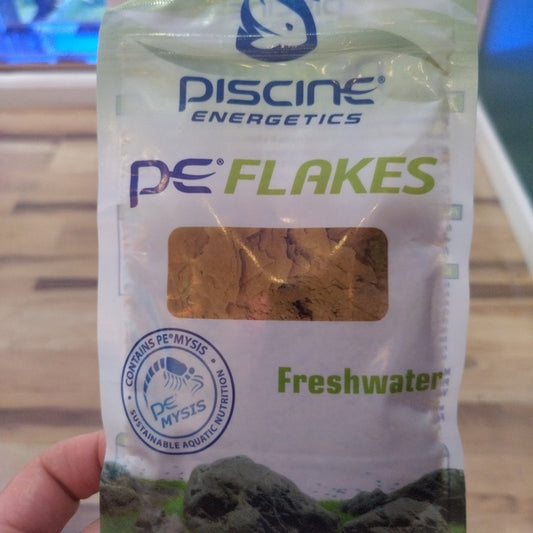 PISCINE®
ENERGETICS
PE® FLAKES
· CONTAINS PE® MYSIS ·
PE®
MYSIS
SUSTAINABLE AQUATIC NUTRITION
Freshwater